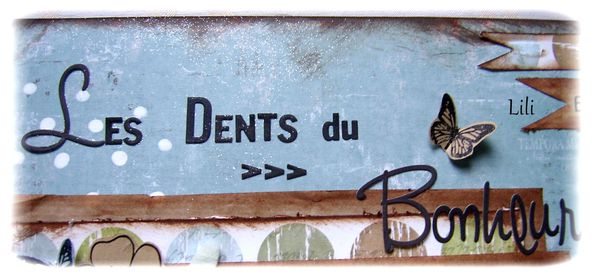 Les Dents du
>>>
Bonheur
Lili